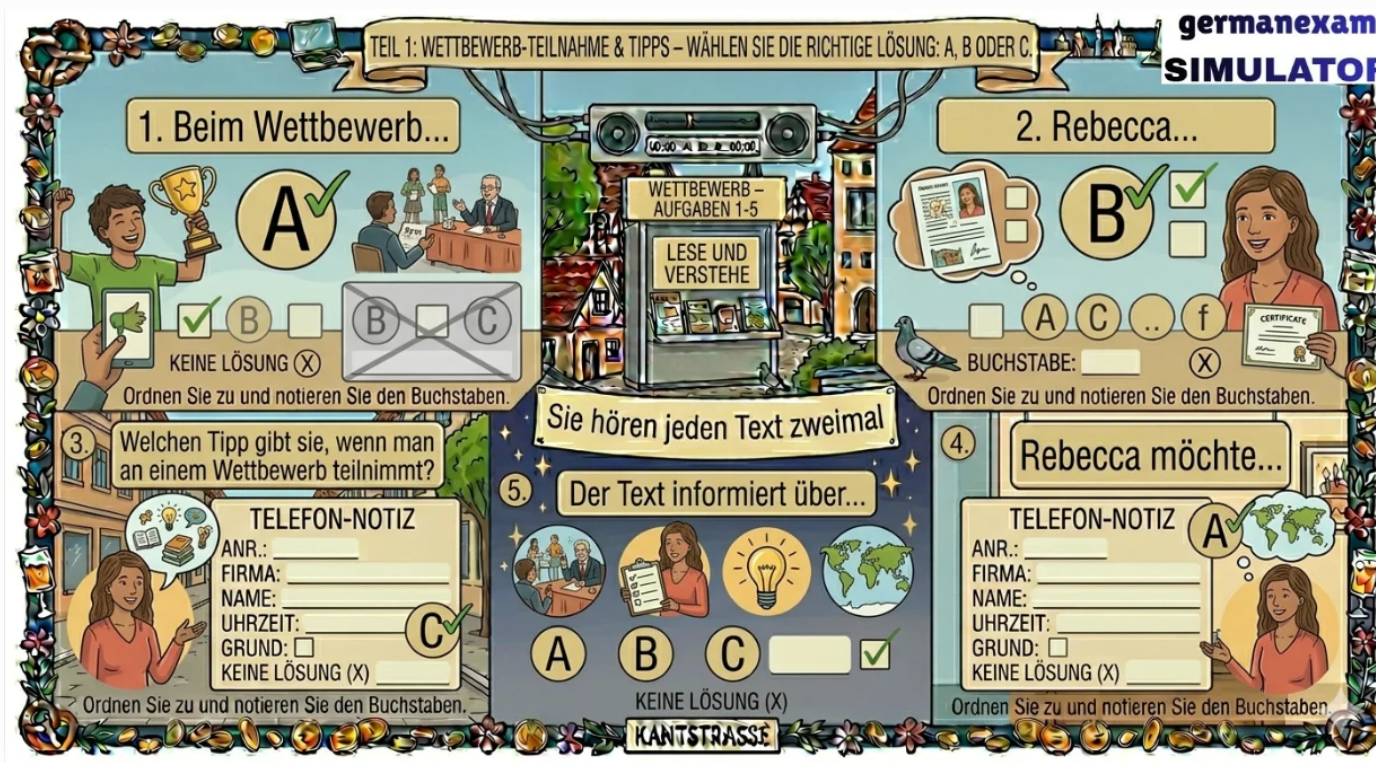 TEIL 1: WETTBEWERB-TEILNAHME & TIPPS – WÄHLEN SIE DIE RICHTIGE LÖSUNG: A, B ODER C.
germanexam
SIMULATOR
1. Beim Wettbewerb...
A
B
B C
KEINE LÖSUNG (X)
Ordnen Sie zu und notieren Sie den Buchstaben.
WETTBEWERB –
AUFGABEN 1-5
LESE UND
VERSTEHE
2. Rebecca...
B
A C .. f
CERTIFICATE
BUCHSTABE: (X)
Ordnen Sie zu und notieren Sie den Buchstaben.
Sie hören jeden Text zweimal
3. Welchen Tipp gibt sie, wenn man
an einem Wettbewerb teilnimmt?
TELEFON-NOTIZ
ANR.:
FIRMA:
NAME:
UHRZEIT:
C
GRUND:
KEINE LÖSUNG (X)
Ordnen Sie zu und notieren Sie den Buchstaben.
5. Der Text informiert über...
A B C
KEINE LÖSUNG (X)
KANTSTRASSE
4. Rebecca möchte...
TELEFON-NOTIZ
A
ANR.:
FIRMA:
NAME:
UHRZEIT:
GRUND:
KEINE LÖSUNG (X)
Ordnen Sie zu und notieren Sie den Buchstaben.